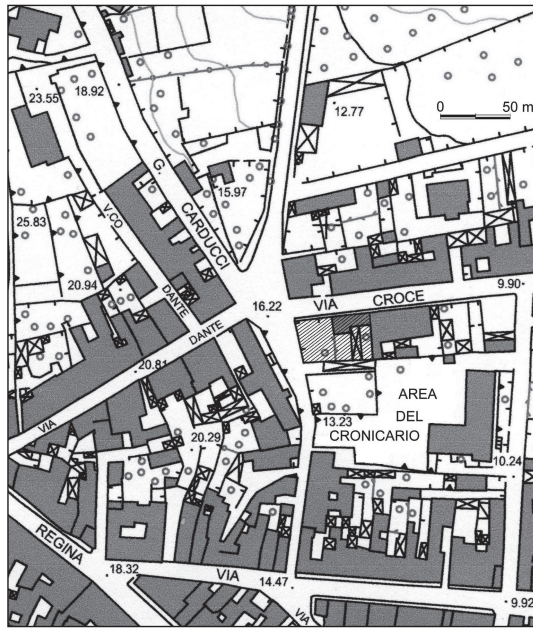 23.55
18.92
0 50 m
12.77
G. CARDUCCI
15.97
V.CO DANTE
25.83
20.94
9.90
VIA CROCE
16.22
VIA DANTE
20.81
AREA
DEL
CRONICARIO
13.23
20.29
10.24
REGINA
18.32
VIA
14.47
9.92
VIA